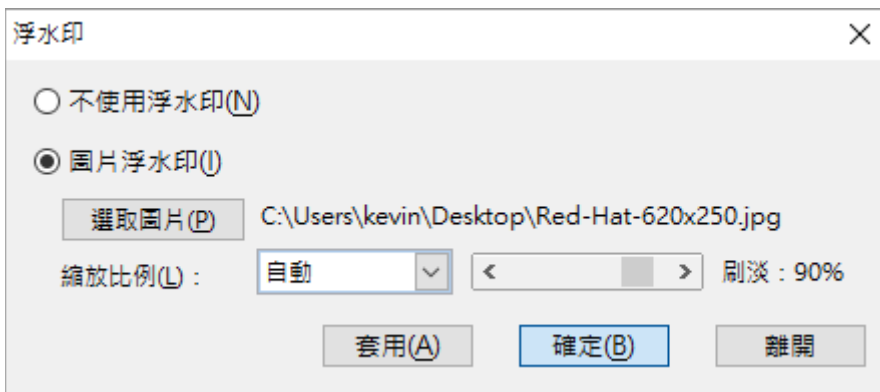 浮水印
不使用浮水印(N)
圖片浮水印(I)
選取圖片(P) C:\Users\kevin\Desktop\Red-Hat-620x250.jpg
縮放比例(L)： 自動 刷淡：90%
套用(A) 確定(B) 離開